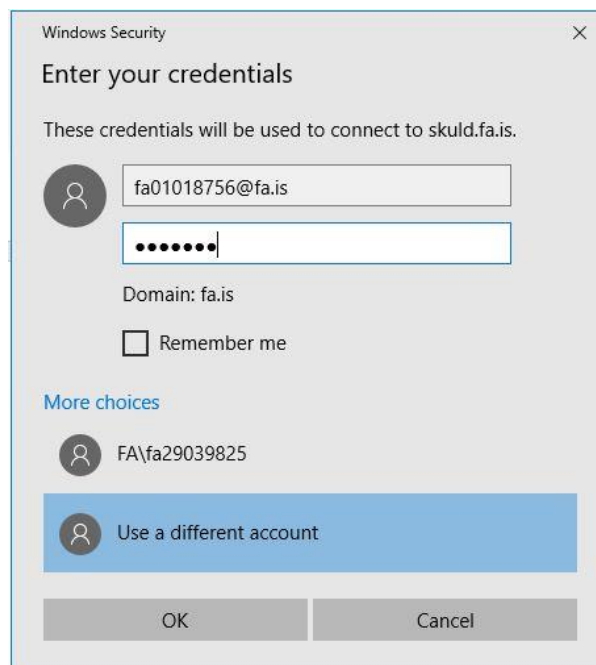 Windows Security
Enter your credentials
These credentials will be used to connect to skuld.fa.is.
fa01018756@fa.is
●●●●●●●
Domain: fa.is
Remember me
More choices
FA\fa29039825
Use a different account
OK Cancel